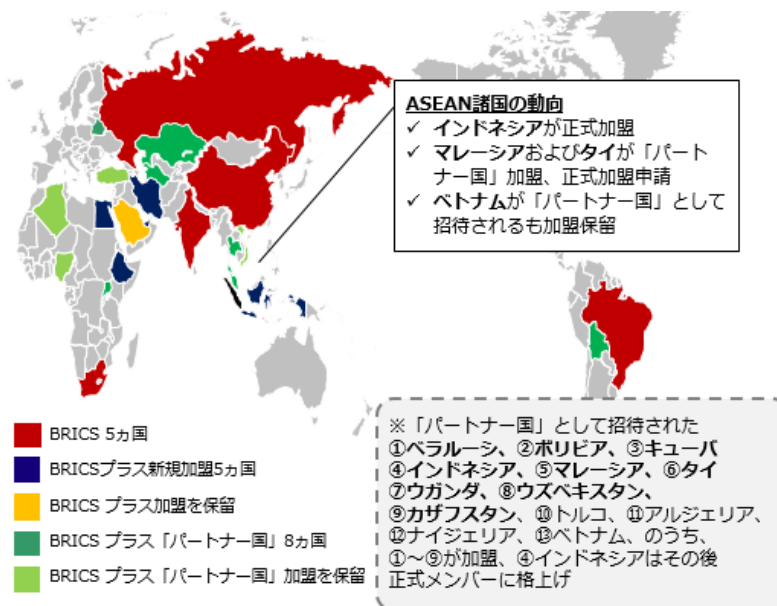 ASEAN諸国の動向
✓ インドネシアが正式加盟
✓ マレーシアおよびタイが「パート
ナー国」加盟、正式加盟申請
✓ ベトナムが「パートナー国」として
招待されるも加盟保留
BRICS 5ヵ国
BRICSプラス新規加盟5ヵ国
BRICS プラス加盟を保留
BRICS プラス「パートナー国」8ヵ国
BRICS プラス「パートナー国」加盟を保留
※「パートナー国」として招待された
①ベラルーシ、②ボリビア、③キューバ
④インドネシア、⑤マレーシア、⑥タイ
⑦ウガンダ、⑧ウズベキスタン、
⑨カザフスタン、⑩トルコ、⑪アルジェリア、
⑫ナイジェリア、⑬ベトナム、のうち、
①~⑨が加盟、④インドネシアはその後
正式メンバーに格上げ